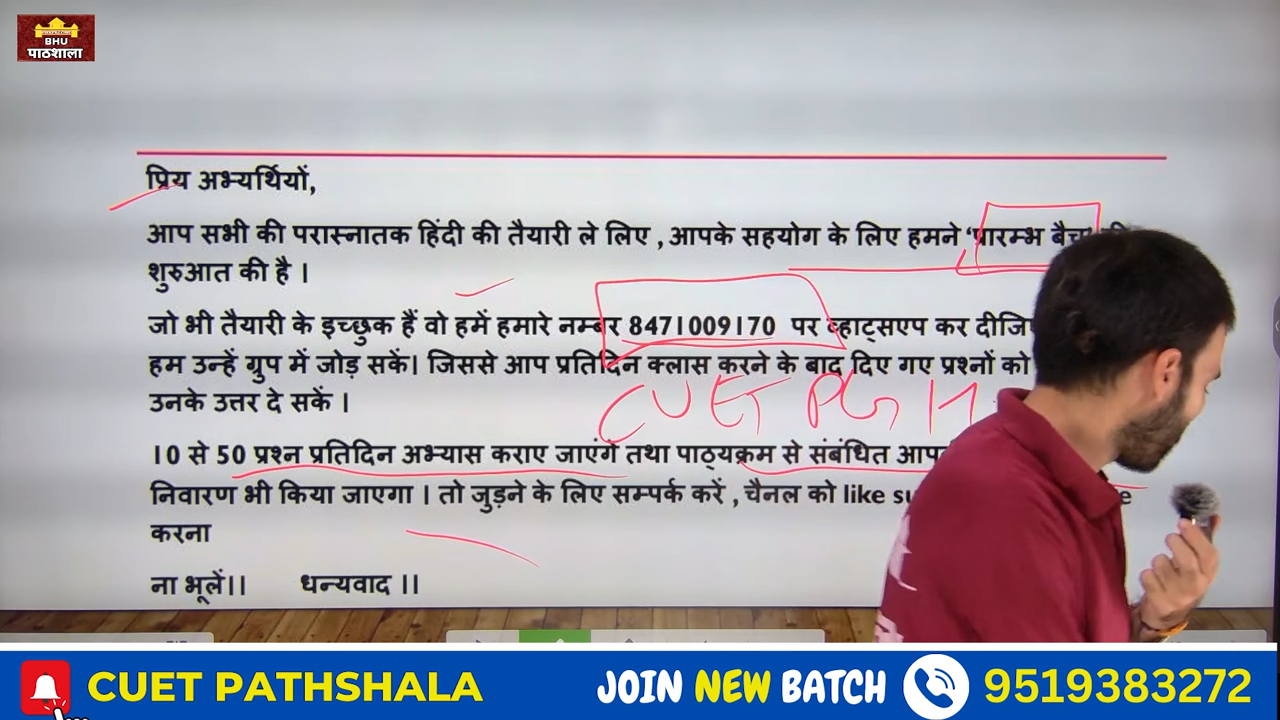 BHU
पाठशाला
प्रिय अभ्यर्थियों,
आप सभी की परास्नातक हिंदी की तैयारी ले लिए , आपके सहयोग के लिए हमने ‘प्रारम्भ बैच’
शुरुआत की है ।
जो भी तैयारी के इच्छुक हैं वो हमें हमारे नम्बर 8471009170 पर व्हाट्सएप कर
हम उन्हें ग्रुप में जोड़ सकें। जिससे आप प्रतिदिन क्लास करने के बाद दिए गए प्रश्नों को
उनके उत्तर दे सकें ।
CUET PG H
10 से 50 प्रश्न प्रतिदिन अभ्यास कराए जाएंगे तथा पाठ्यक्रम से संबंधित
निवारण भी किया जाएगा । तो जुड़ने के लिए सम्पर्क करें , चैनल को like
करना
ना भूलें।। धन्यवाद ।।
CUET PATHSHALA JOIN NEW BATCH 9519383272